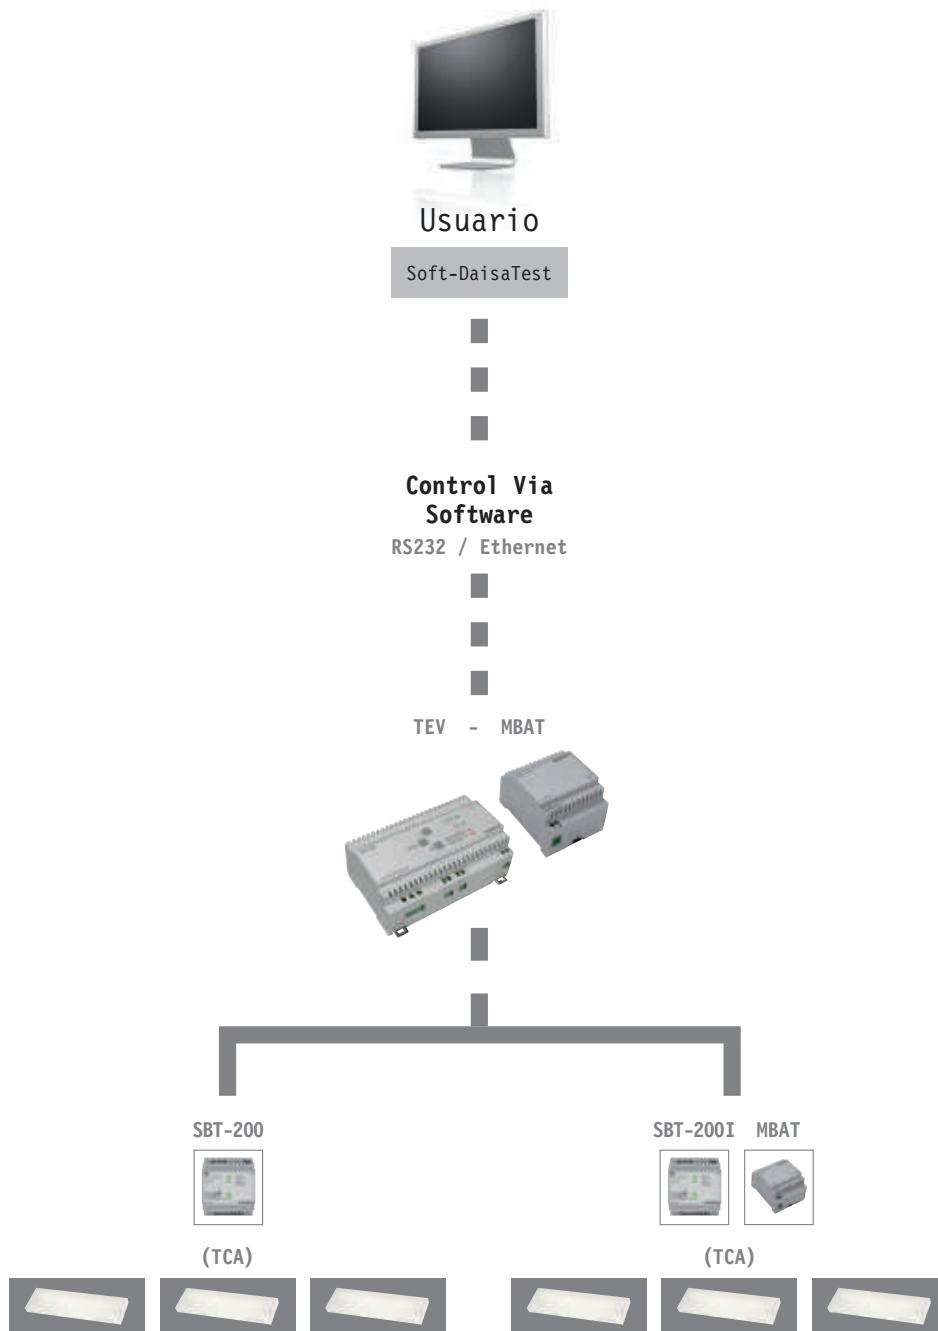 Usuario
Soft-DaisaTest
Control Via
Software
RS232 / Ethernet
TEV - MBAT
SBT-200
SBT-200I MBAT
(TCA)
(TCA)